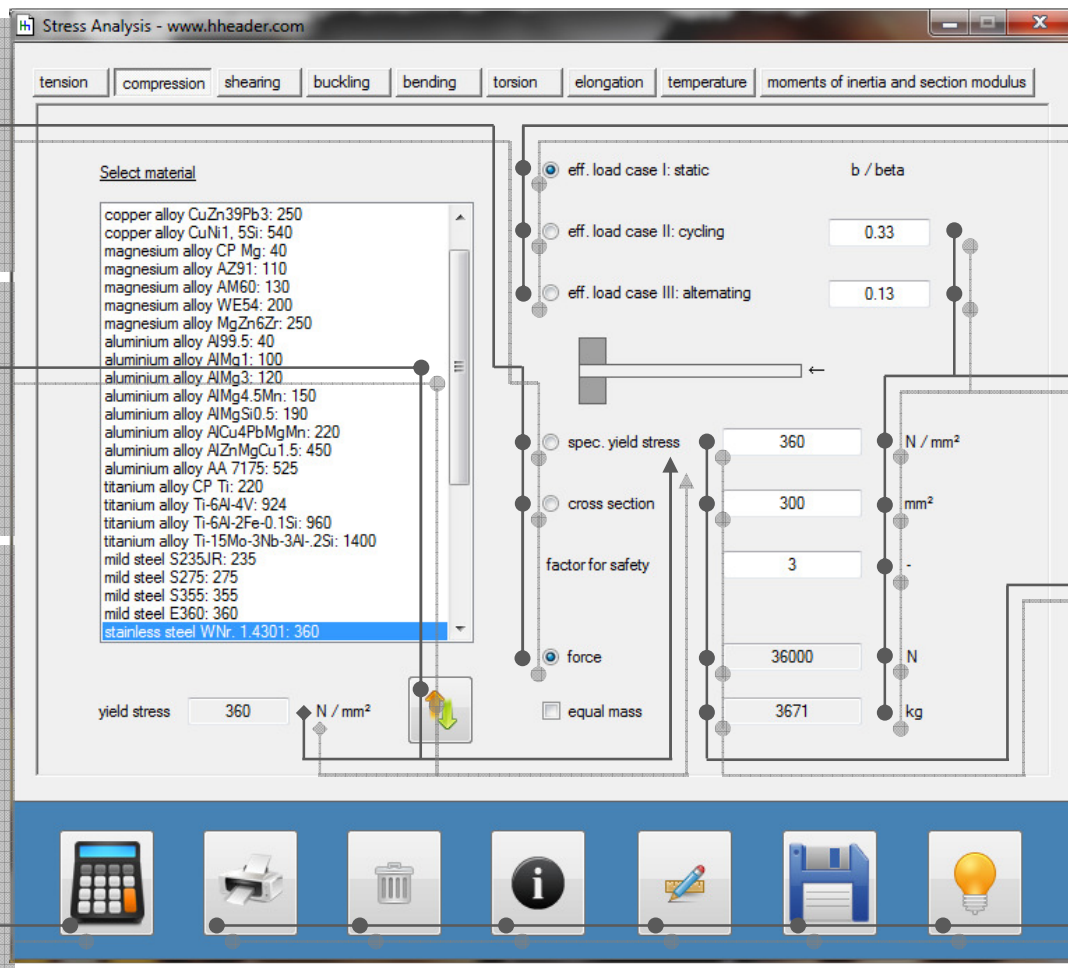 Stress Analysis - www.hheader.com
tension compression shearing buckling bending torsion elongation temperature moments of inertia and section modulus
Select material
copper alloy CuZn39Pb3: 250
copper alloy CuNi1, 5Si: 540
magnesium alloy CP Mg: 40
magnesium alloy AZ91: 110
magnesium alloy AM60: 130
magnesium alloy WE54: 200
magnesium alloy MgZn6Zr: 250
aluminium alloy Al99.5: 40
aluminium alloy AlMg1: 100
aluminium alloy AlMg3: 120
aluminium alloy AlMg4.5Mn: 150
aluminium alloy AlMgSi0.5: 190
aluminium alloy AlCu4PbMgMn: 220
aluminium alloy AlZnMgCu1.5: 450
aluminium alloy AA 7175: 525
titanium alloy CP Ti: 220
titanium alloy Ti-6Al-4V: 924
titanium alloy Ti-6Al-2Fe-0.1Si: 960
titanium alloy Ti-15Mo-3Nb-3Al-.2Si: 1400
mild steel S235JR: 235
mild steel S275: 275
mild steel S355: 355
mild steel E360: 360
stainless steel WNr. 1.4301: 360
yield stress 360 N / mm²
eff. load case I: static b / beta
eff. load case II: cycling 0.33
eff. load case III: alternating 0.13
←
spec. yield stress 360 N / mm²
cross section 300 mm²
factor for safety 3 -
force 36000 N
equal mass 3671 kg